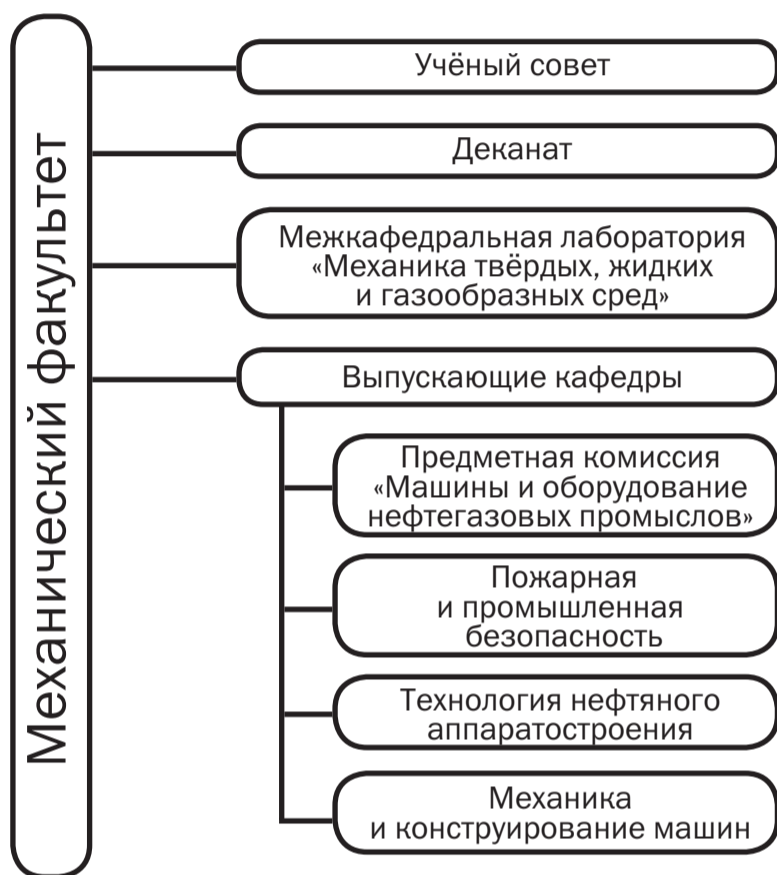 Механический факультет
Учёный совет
Деканат
Межкафедральная лаборатория
«Механика твёрдых, жидких
и газообразных сред»
Выпускающие кафедры
Предметная комиссия
«Машины и оборудование
нефтегазовых промыслов»
Пожарная
и промышленная
безопасность
Технология нефтяного
аппаратостроения
Механика
и конструирование машин